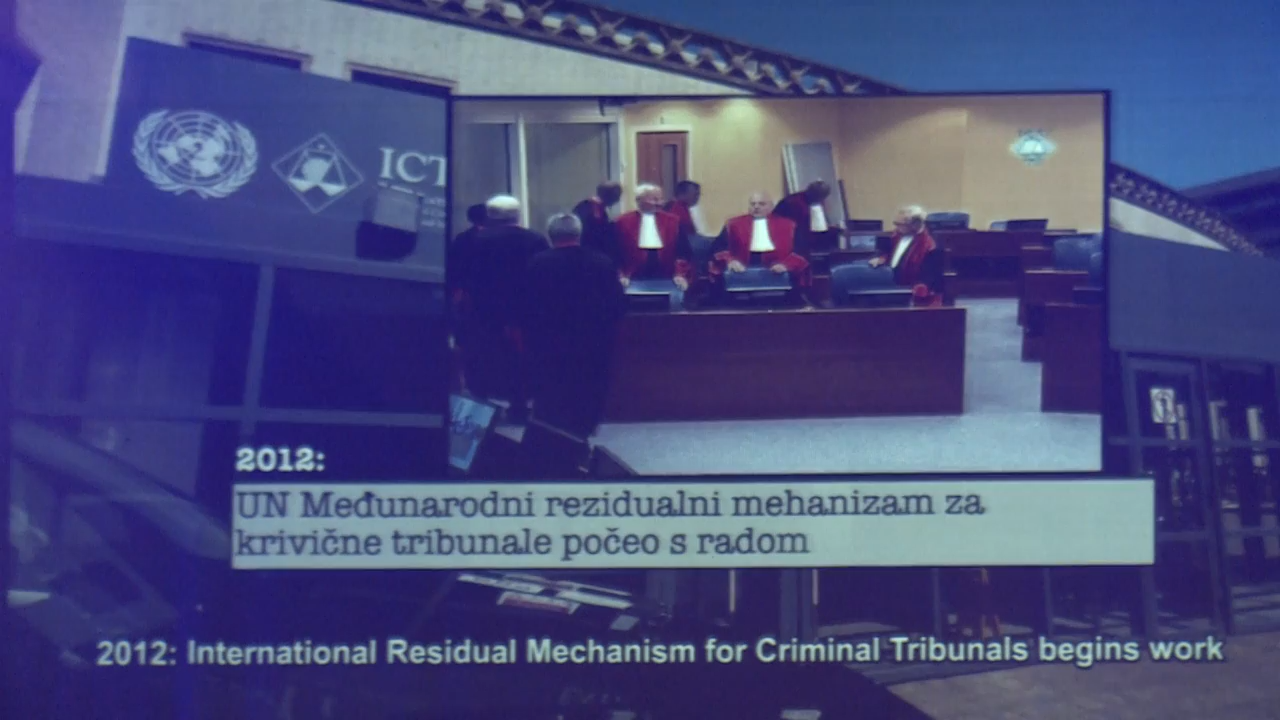 ICT
2012:
UN Međunarodni rezidualni mehanizam za
krivične tribunale počeo s radom
2012: International Residual Mechanism for Criminal Tribunals begins work